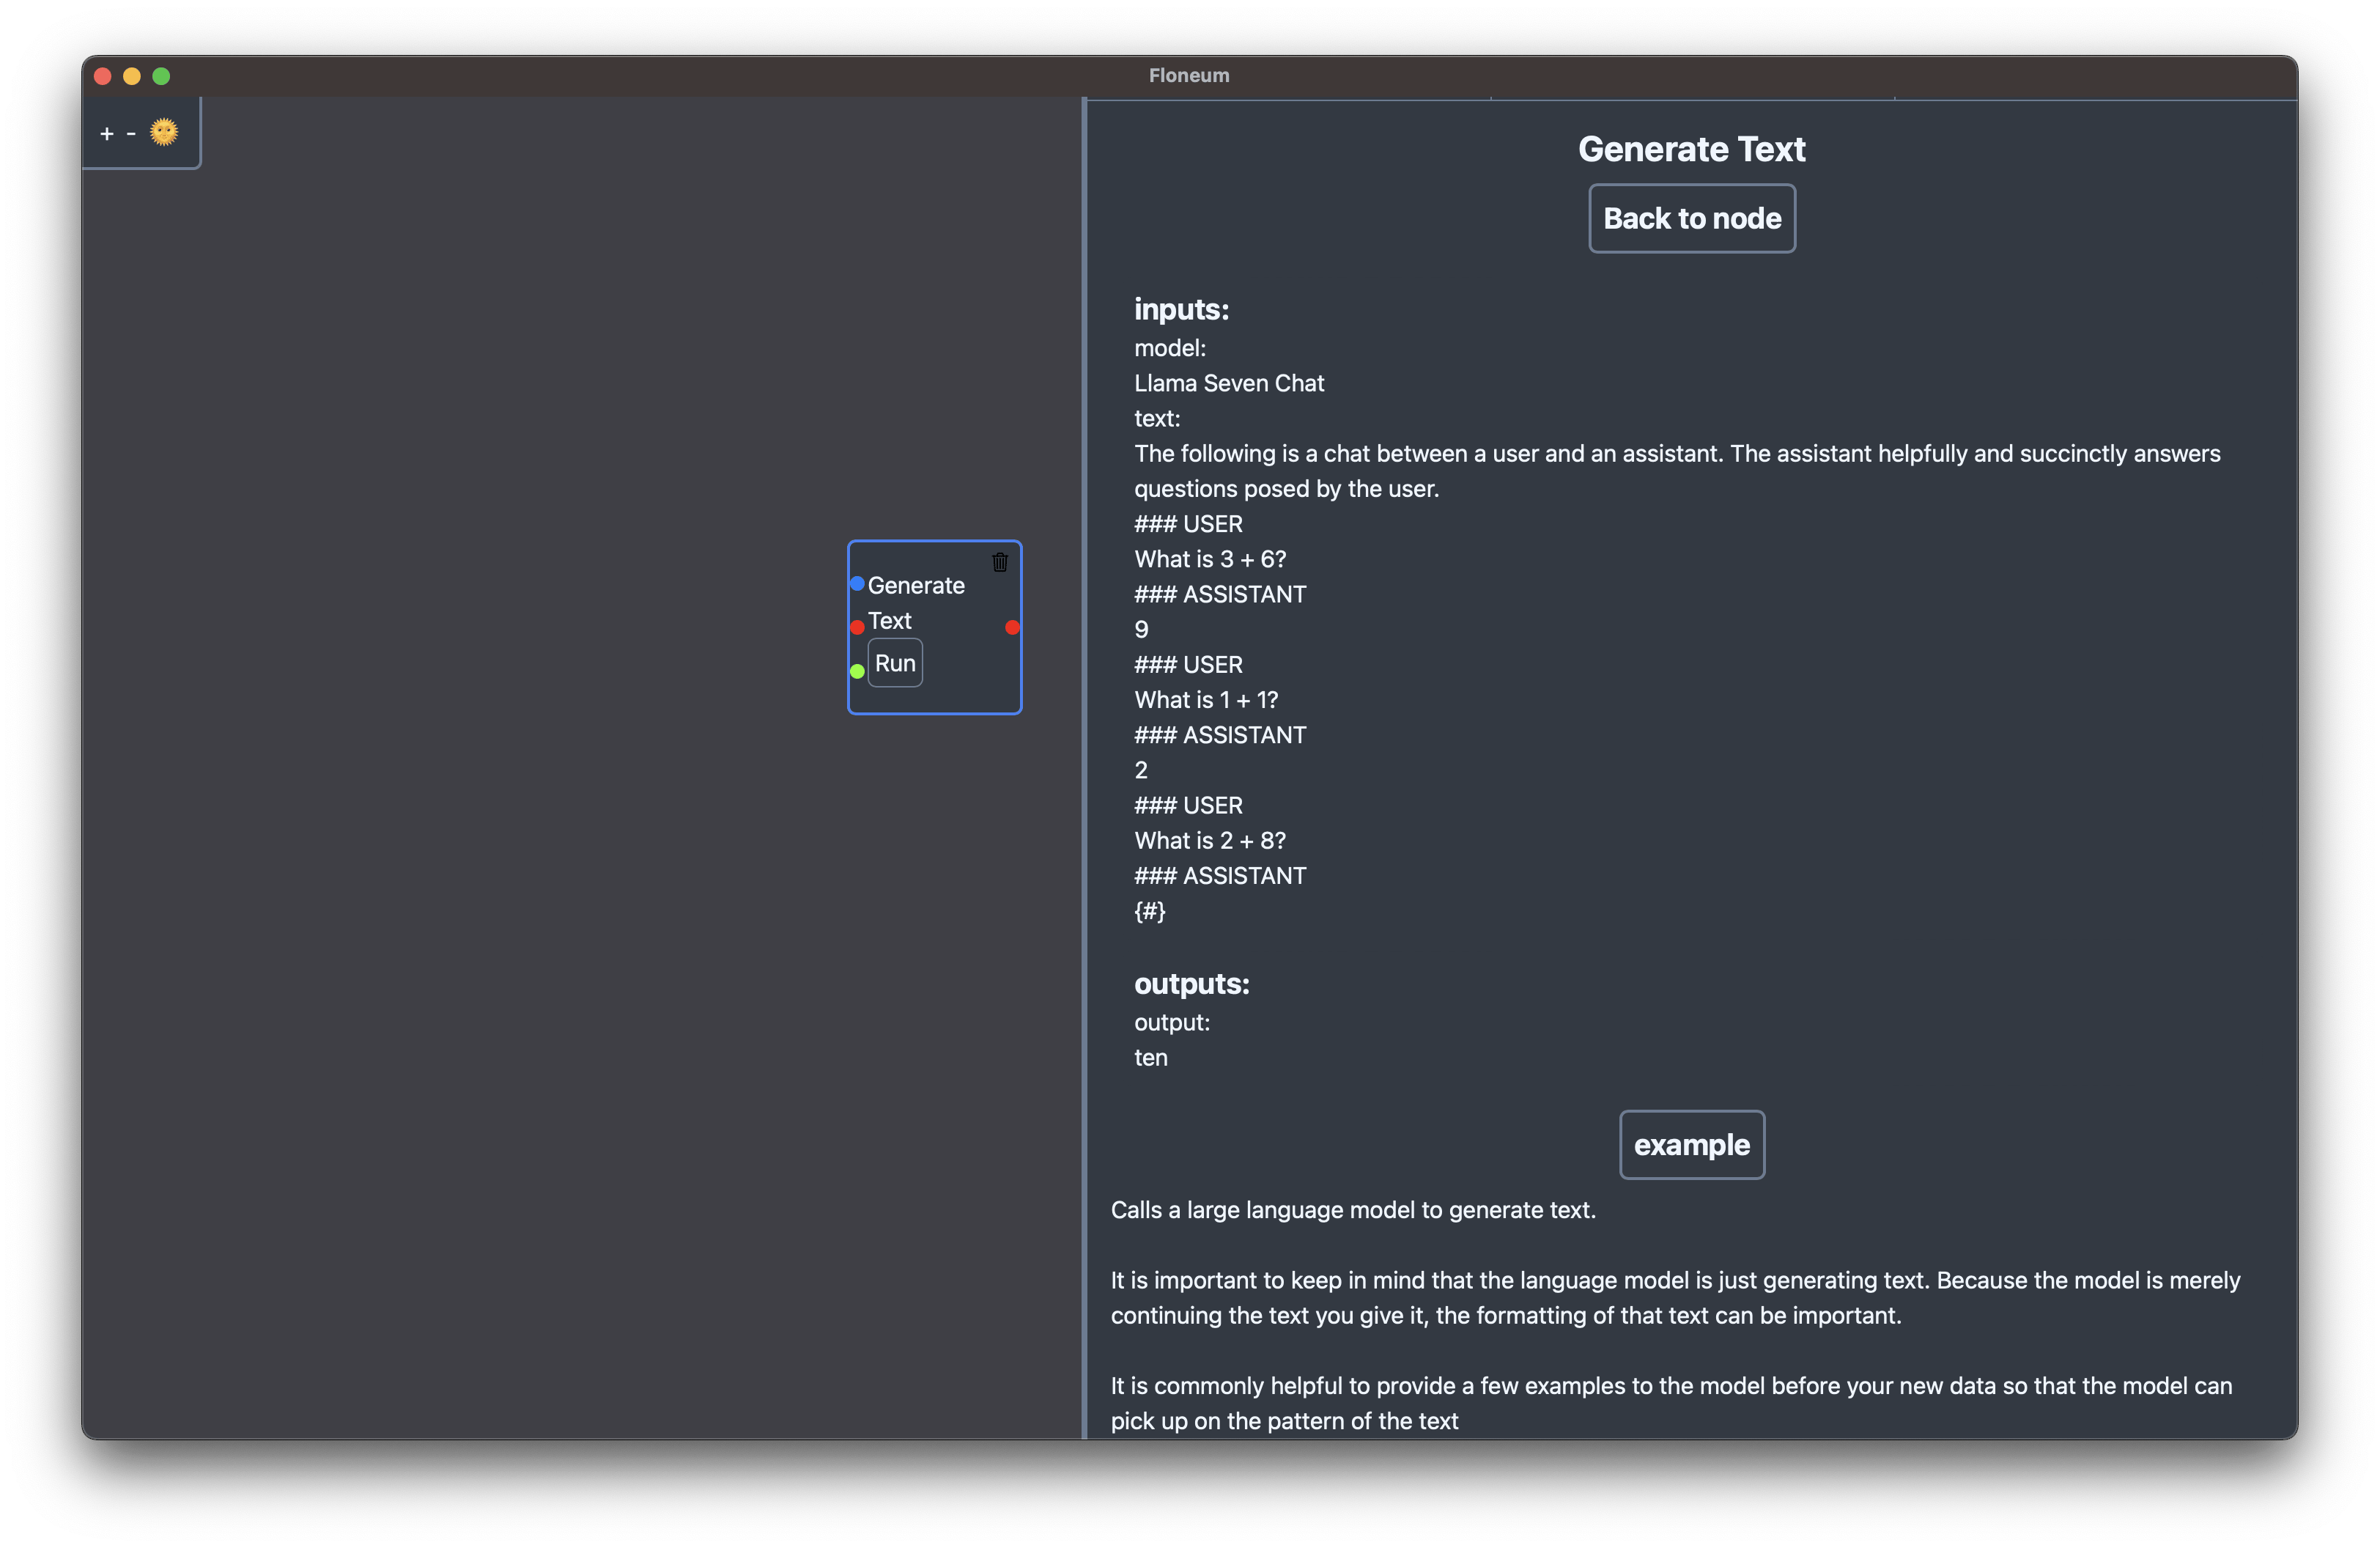 Floneum
+ -
Generate
Text
Run
Generate Text
Back to node
inputs:
model:
Llama Seven Chat
text:
The following is a chat between a user and an assistant. The assistant helpfully and succinctly answers
questions posed by the user.
### USER
What is 3 + 6?
### ASSISTANT
9
### USER
What is 1 + 1?
### ASSISTANT
2
### USER
What is 2 + 8?
### ASSISTANT
{#}
outputs:
output:
ten
example
Calls a large language model to generate text.
It is important to keep in mind that the language model is just generating text. Because the model is merely
continuing the text you give it, the formatting of that text can be important.
It is commonly helpful to provide a few examples to the model before your new data so that the model can
pick up on the pattern of the text